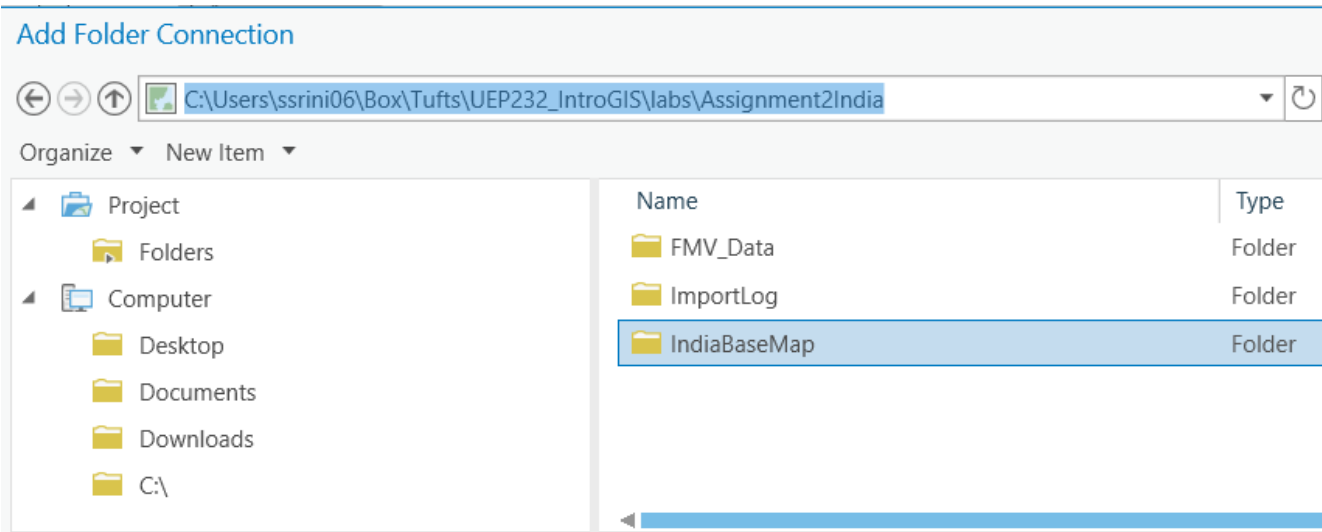 Add Folder Connection
C:\Users\ssrini06\Box\Tufts\UEP232_IntroGIS\labs\Assignment2India
Organize New Item
Project
Folders
Computer
Desktop
Documents
Downloads
C:\
Name Type
FMV_Data Folder
ImportLog Folder
IndiaBaseMap Folder